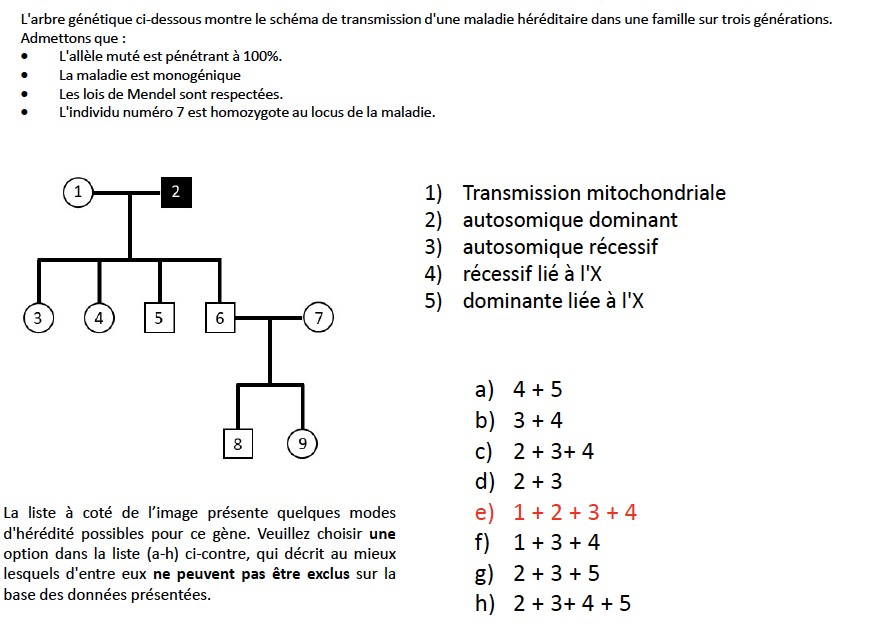 L'arbre génétique ci-dessous montre le schéma de transmission d'une maladie héréditaire dans une famille sur trois générations.
Admettons que :
• L'allèle muté est pénétrant à 100%.
• La maladie est monogénique
• Les lois de Mendel sont respectées.
• L'individu numéro 7 est homozygote au locus de la maladie.
1 2
3 4 5 6 7
8 9
1) Transmission mitochondriale
2) autosomique dominant
3) autosomique récessif
4) récessif lié à l'X
5) dominante liée à l'X
a) 4 + 5
b) 3 + 4
c) 2 + 3+ 4
d) 2 + 3
e) 1 + 2 + 3 + 4
f) 1 + 3 + 4
g) 2 + 3 + 5
h) 2 + 3+ 4 + 5
La liste à coté de l'image présente quelques modes
d'hérédité possibles pour ce gène. Veuillez choisir une
option dans la liste (a-h) ci-contre, qui décrit au mieux
lesquels d'entre eux ne peuvent pas être exclus sur la
base des données présentées.